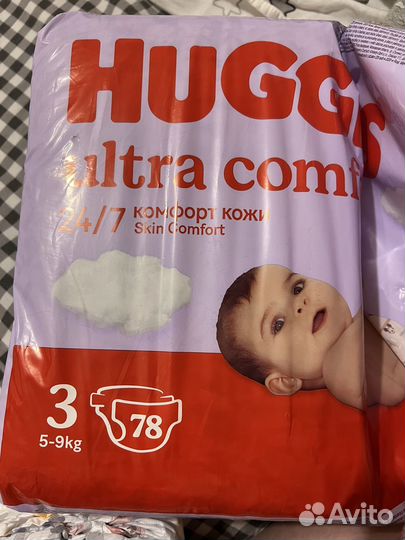 HUGGS
ultra comf
24/7 комфорт кожи
Skin Comfort
3
78
5-9kg
Avito